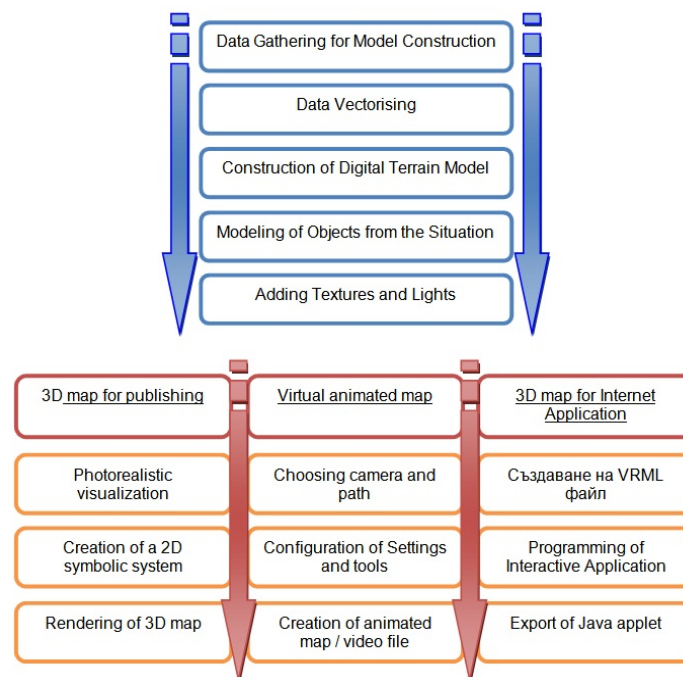 Data Gathering for Model Construction
Data Vectorising
Construction of Digital Terrain Model
Modeling of Objects from the Situation
Adding Textures and Lights
3D map for publishing
Virtual animated map
3D map for Internet
Application
Photorealistic
visualization
Choosing camera and
path
Създаване на VRML
файл
Creation of a 2D
symbolic system
Configuration of Settings
and tools
Programming of
Interactive Application
Rendering of 3D map
Creation of animated
map / video file
Export of Java applet